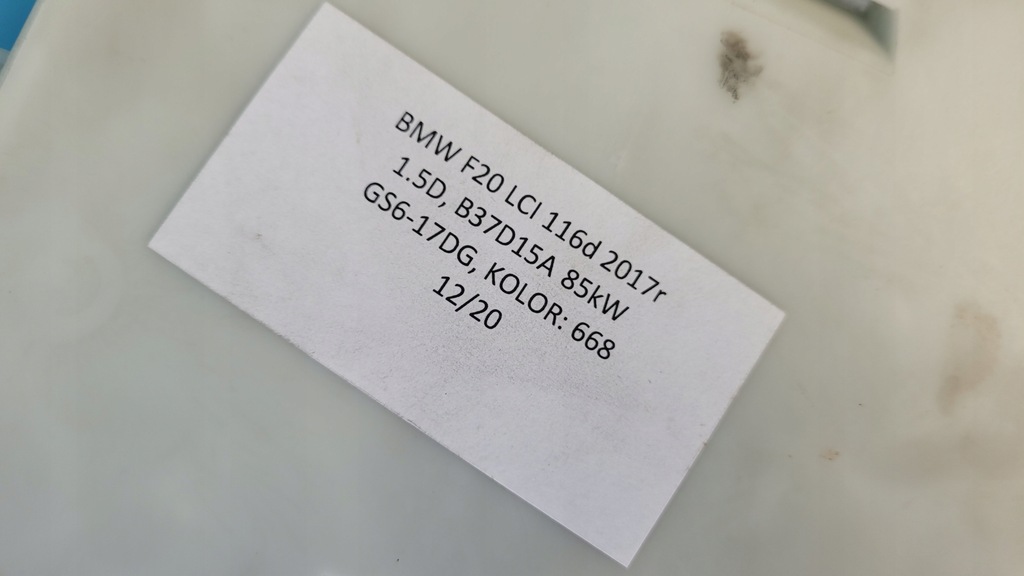 BMW F20 LCI 116d 2017r
1.5D, B37D15A 85kW
GS6-17DG, KOLOR: 668
12/20